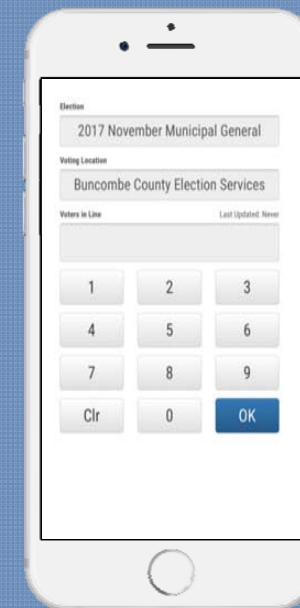 Election
2017 November Municipal General
Voting Location
Buncombe County Election Services
Voters in Line Last Updated: Never
1 2 3
4 5 6
7 8 9
Clr 0 OK